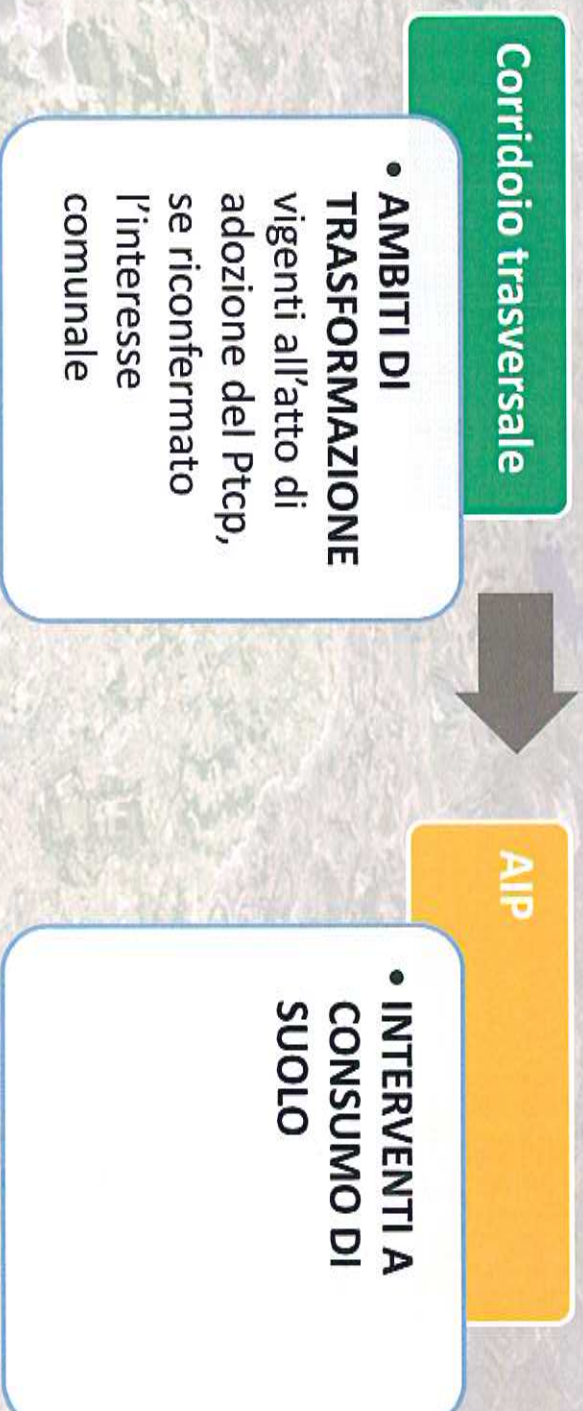 Corridoio trasversale
• AMBITI DI
TRASFORMAZIONE
vigenti all'atto di
adozione del Ptcp,
se riconfermato
l'interesse
comunale
AIP
• INTERVENTI A
CONSUMO DI
SUOLO